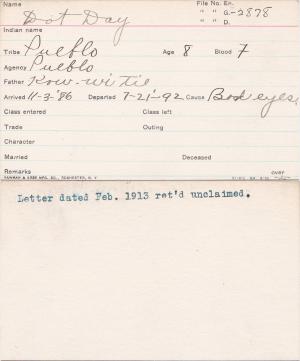 Name File No. En.
Dot Day " " G.-2878
" " D.
Indian name
Tribe Pueblo Age 8 Blood 7
Agency Pueblo
Father Kow-wi-tie
Arrived 11-3-'86 Departed 7-21-92 Cause Bad eyes,
Class entered Class left
Trade Outing
Character
Married Deceased
Remarks
Letter dated Feb. 1913 ret'd unclaimed.